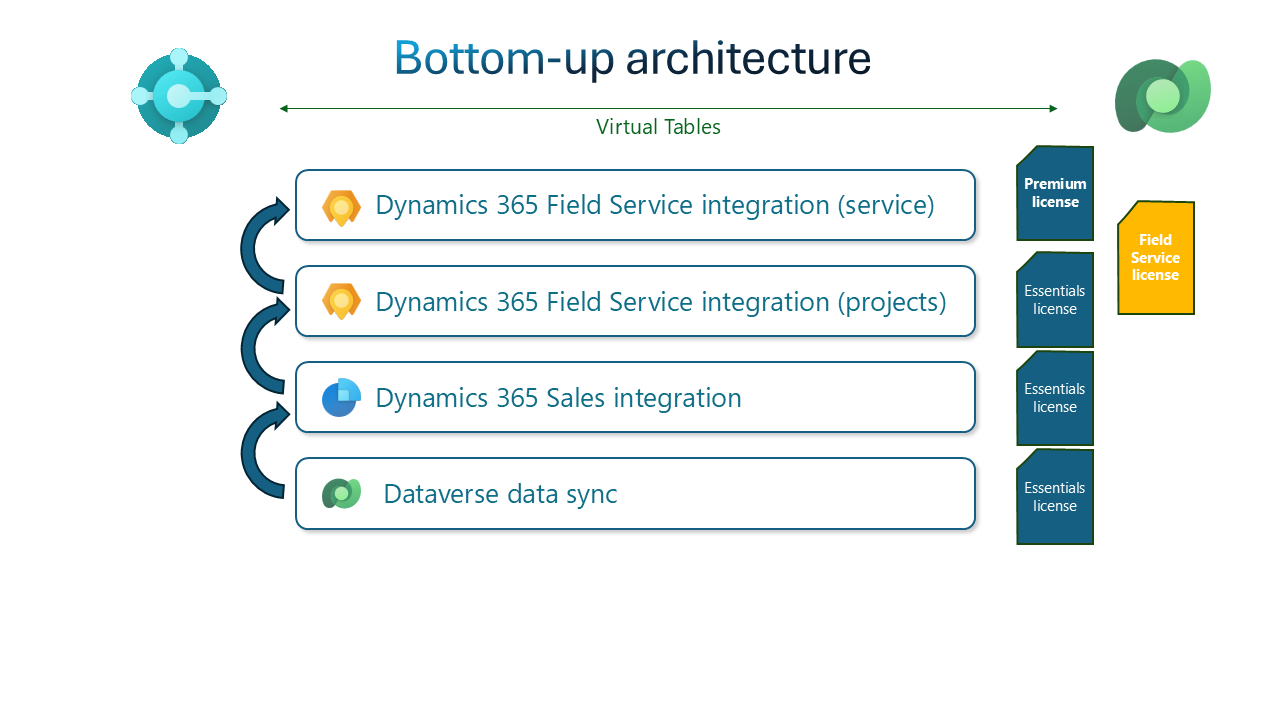 Bottom-up architecture
Virtual Tables
Dynamics 365 Field Service integration (service)
Premium
license
Field
Service
license
Dynamics 365 Field Service integration (projects)
Essentials
license
Dynamics 365 Sales integration
Essentials
license
Dataverse data sync
Essentials
license